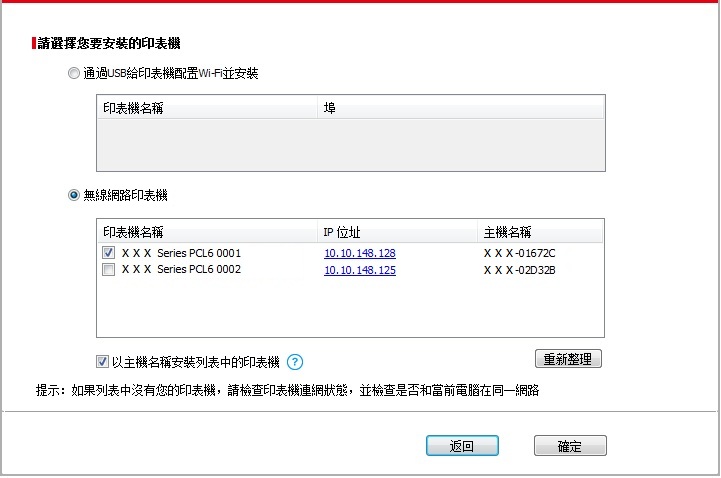 請選擇您要安裝的印表機
通過USB給印表機配置Wi-Fi並安裝
印表機名稱 埠
無線網路印表機
印表機名稱 IP 位址 主機名稱
X X X Series PCL6 0001 10.10.148.128 X X X-01672C
X X X Series PCL6 0002 10.10.148.125 X X X-02D32B
以主機名稱安裝列表中的印表機 ? 重新整理
提示：如果列表中沒有您的印表機，請檢查印表機連網狀態，並檢查是否和當前電腦在同一網路
返回 確定